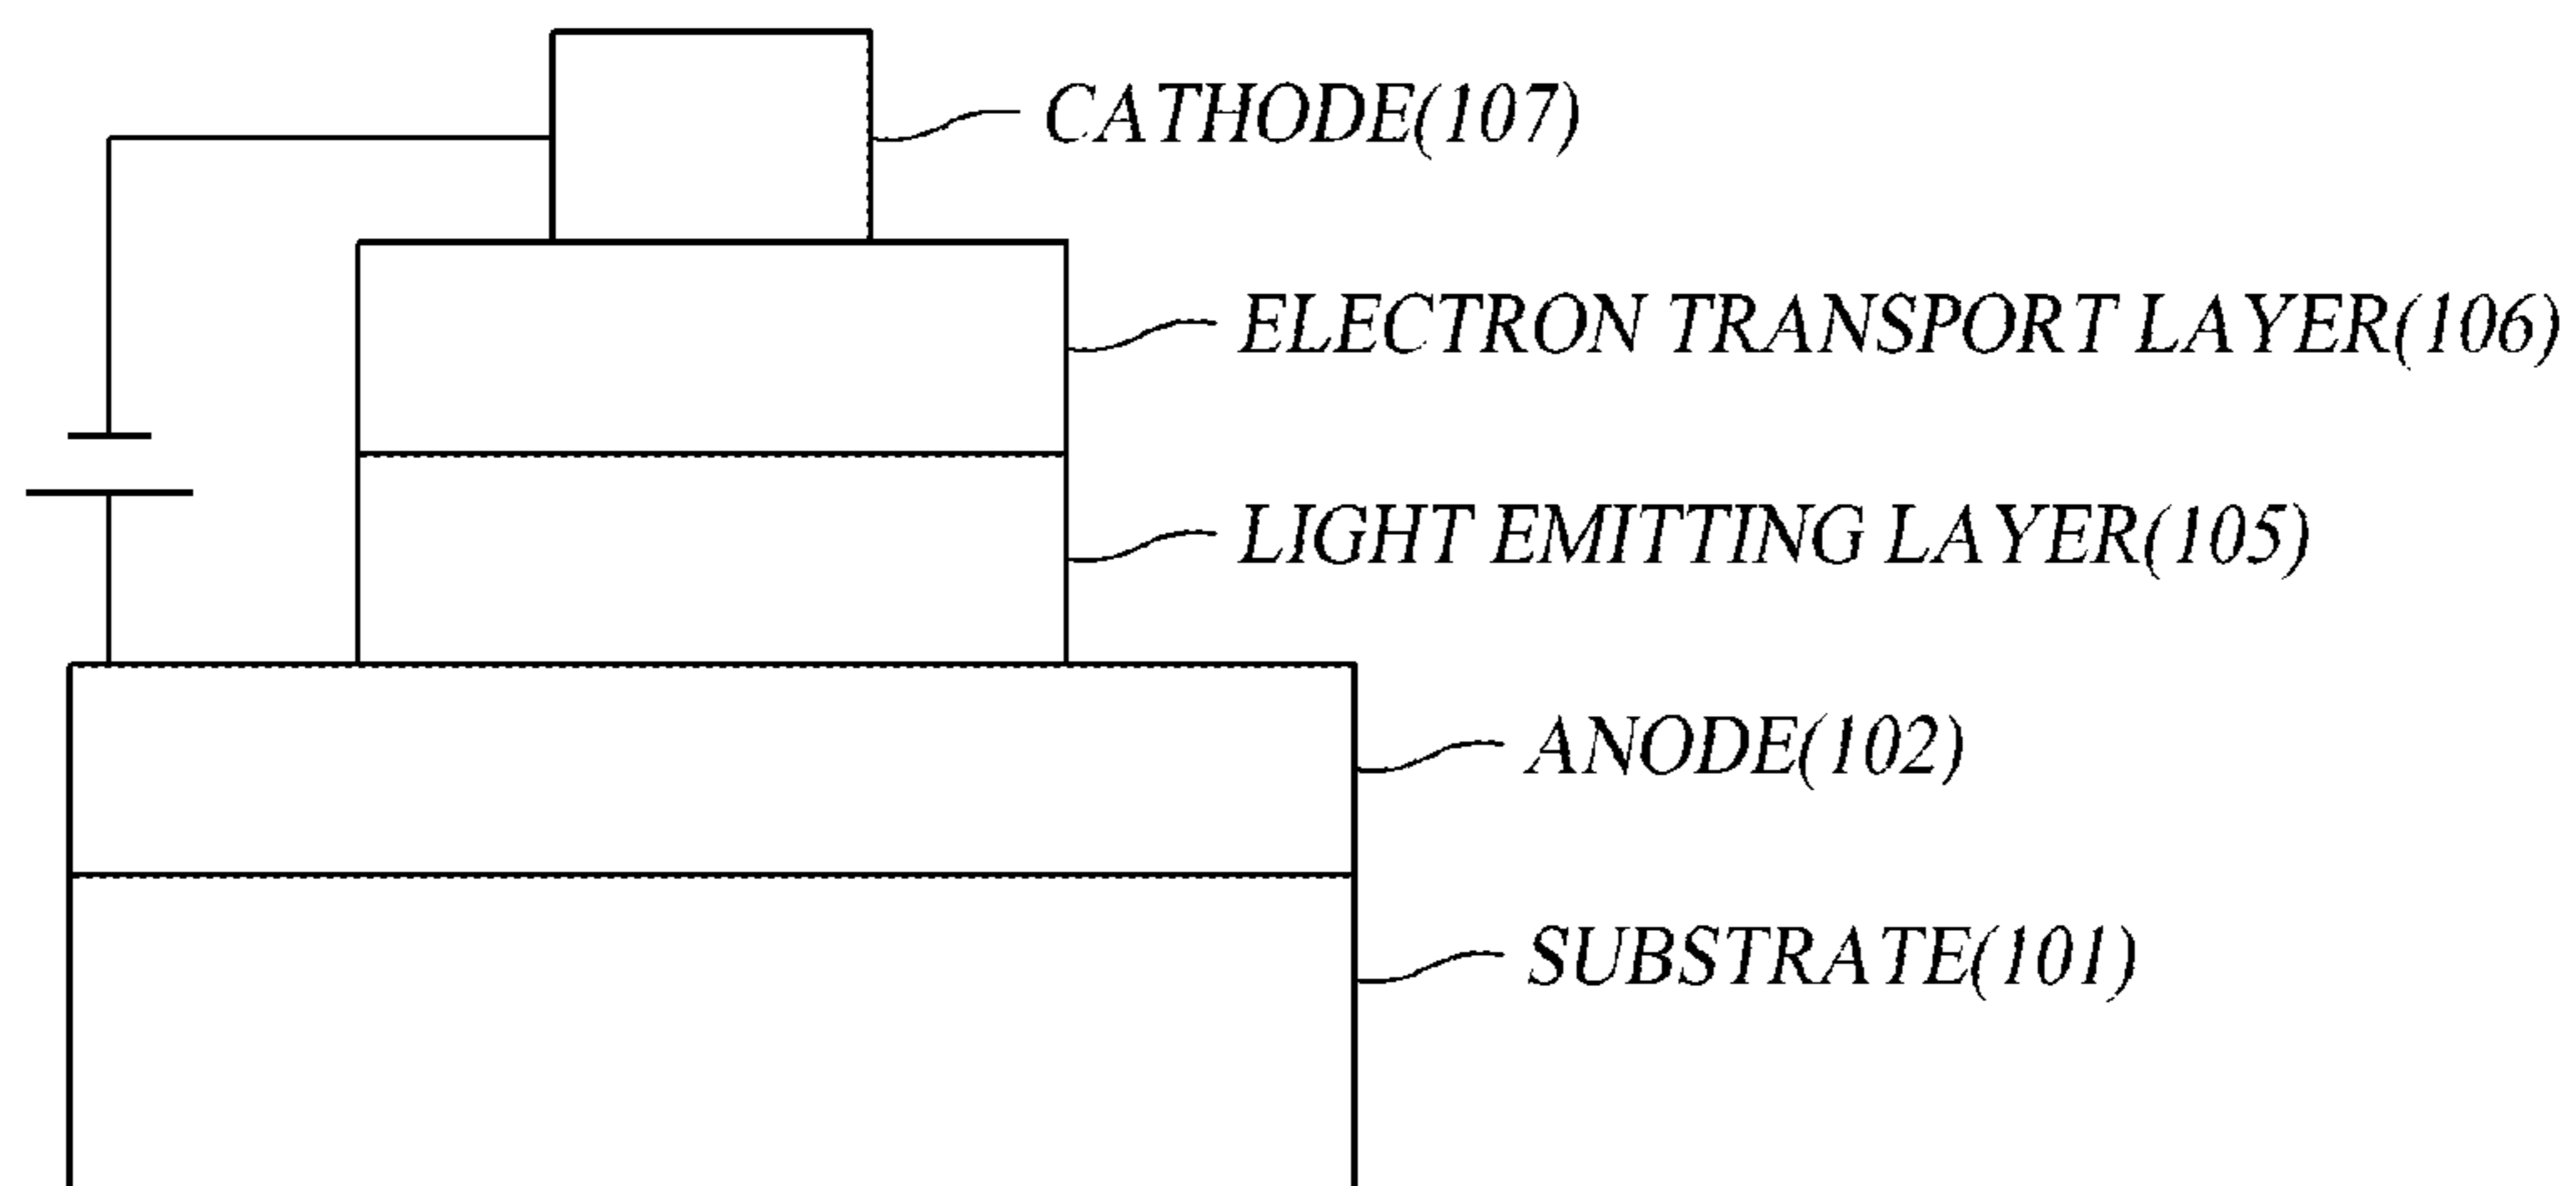 CATHODE(107)
ELECTRON TRANSPORT LAYER(106)
LIGHT EMITTING LAYER(105)
ANODE(102)
SUBSTRATE(101)